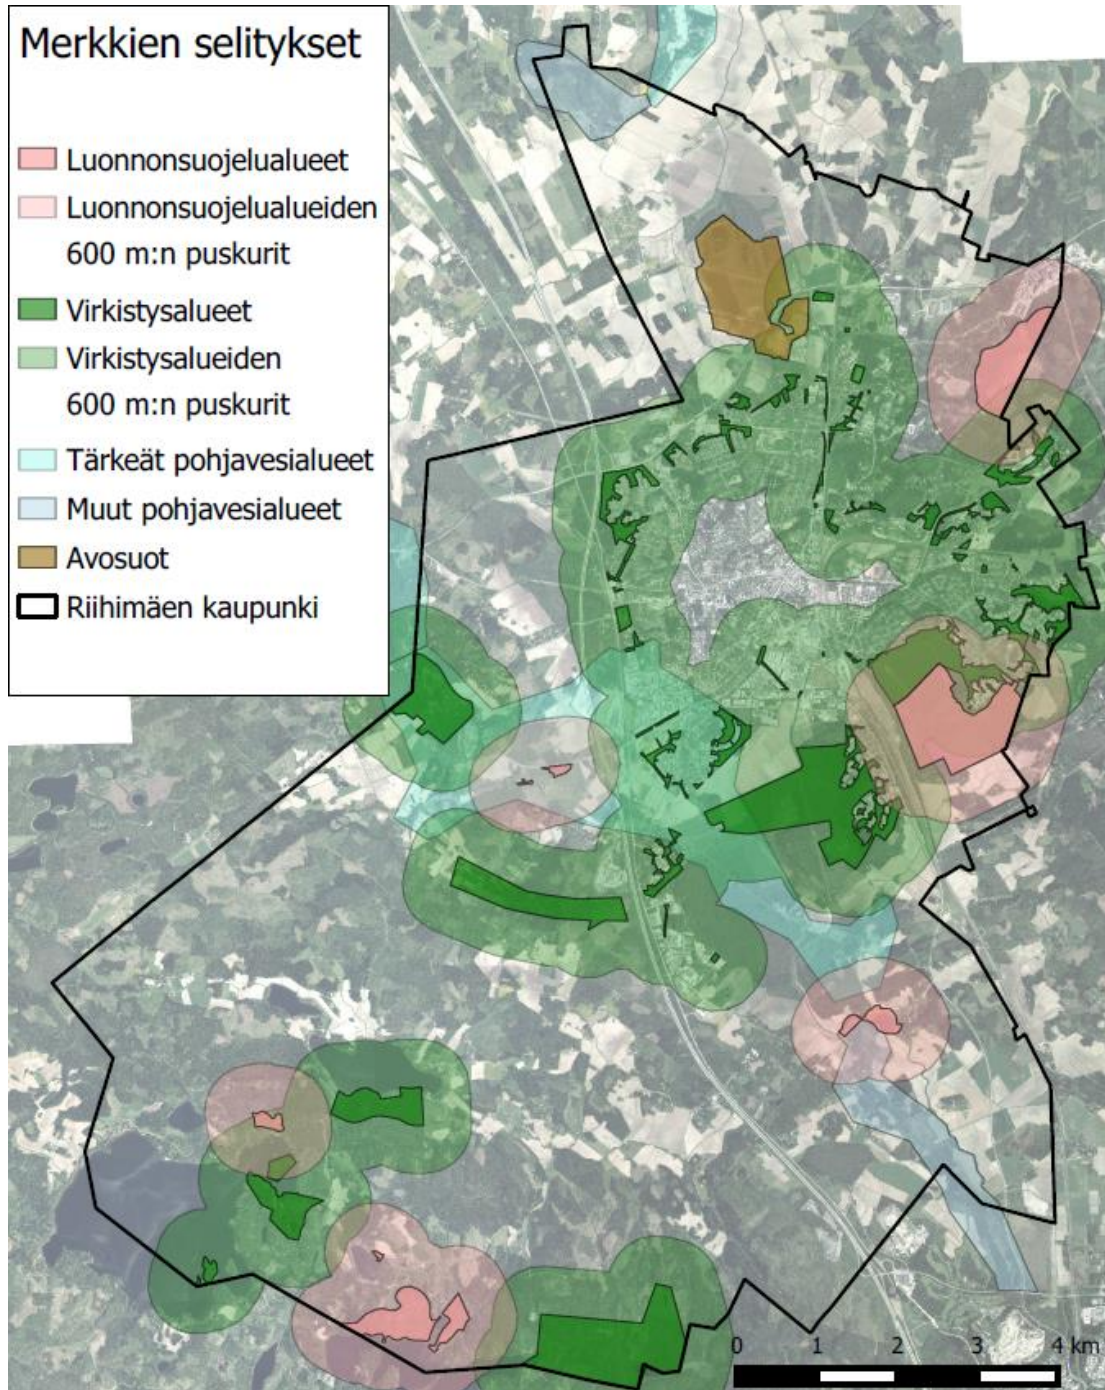 Merkkien selitykset
Luonnonsuojelualueet
Luonnonsuojelualueiden
600 m:n puskurit
Virkistysalueet
Virkistysalueiden
600 m:n puskurit
Tärkeät pohjavesialueet
Muut pohjavesialueet
Avosuot
Riihimäen kaupunki
0 1 2 3 4 km